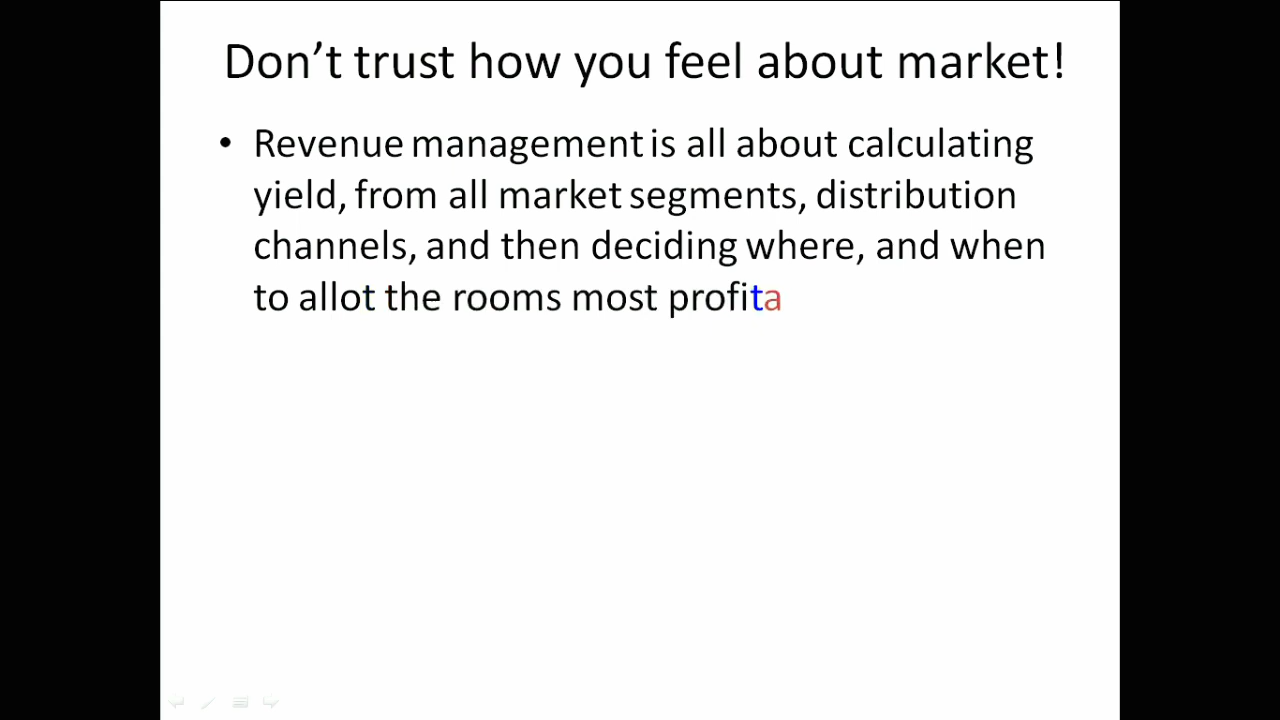 Don’t trust how you feel about market!
• Revenue management is all about calculating
yield, from all market segments, distribution
channels, and then deciding where, and when
to allot the rooms most profita